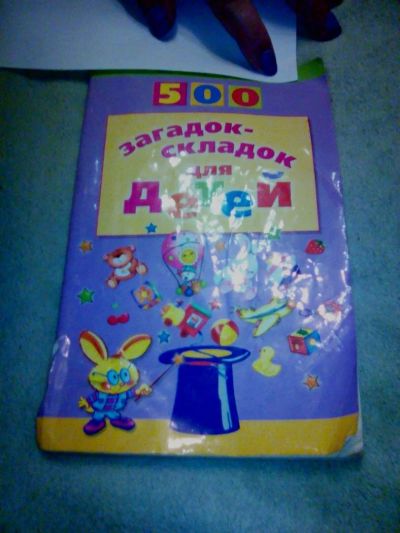 500
загадок-
складок
для
детей